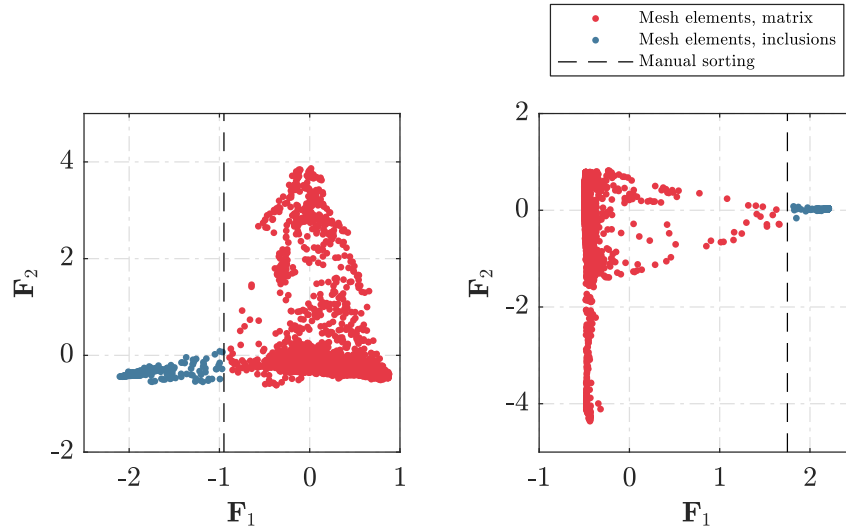 Mesh elements, matrix
Mesh elements, inclusions
Manual sorting
4
2
0
-2
-2
-1
0
1
F1
F2
2
0
-2
-4
-1
0
1
2
F1
F2